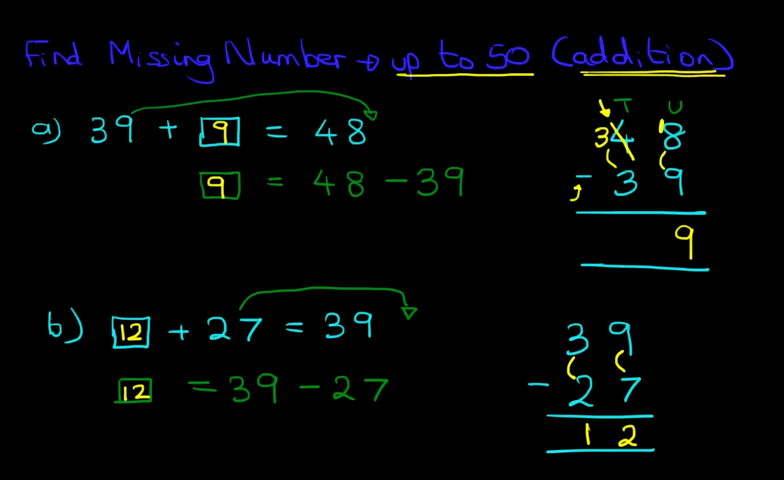 Find Missing Number → up to 50 (addition)
a) 39 + 9 = 48
9 = 48 - 39
T U
3 4 8
- 3 9
9
b) 12 + 27 = 39
12 = 39 - 27
3 9
- 2 7
1 2